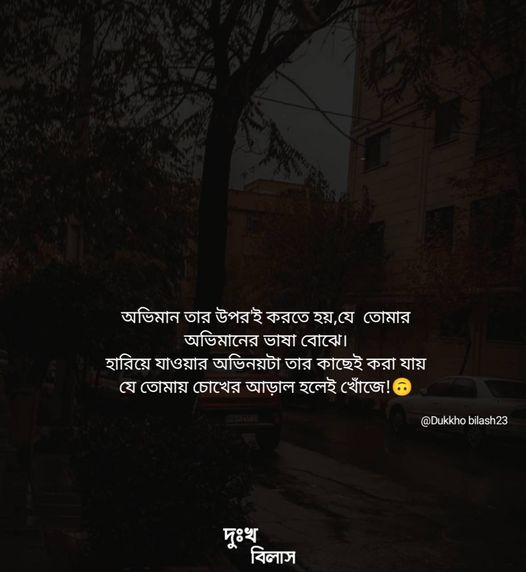 অভিমান তার উপর'ই করতে হয়,যে তোমার
অভিমানের ভাষা বোঝে।
হারিয়ে যাওয়ার অভিনয়টা তার কাছেই করা যায়
যে তোমায় চোখের আড়াল হলেই খোঁজে!🙃
@Dukkho bilash23
দুঃখ
বিলাস